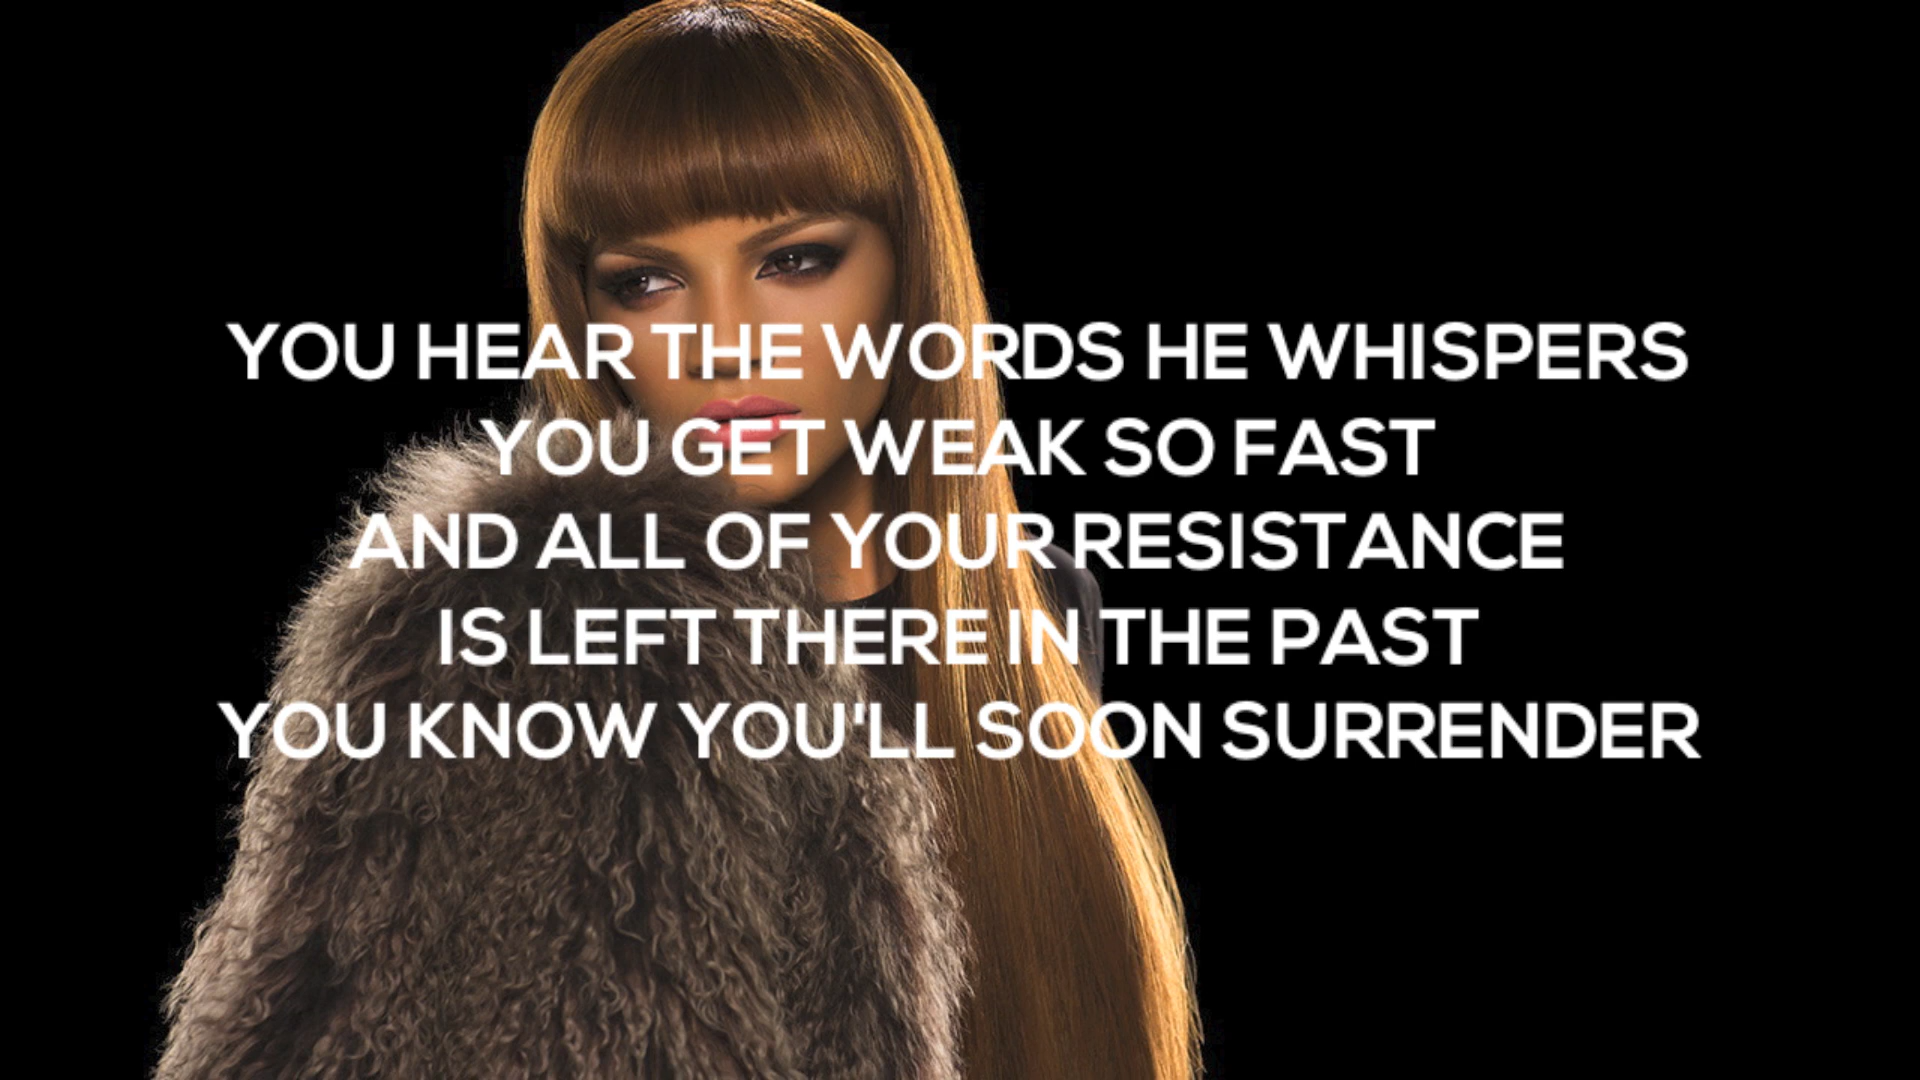 YOU HEAR THE WORDS HE WHISPERS
YOU GET WEAK SO FAST
AND ALL OF YOUR RESISTANCE
IS LEFT THERE IN THE PAST
YOU KNOW YOU'LL SOON SURRENDER